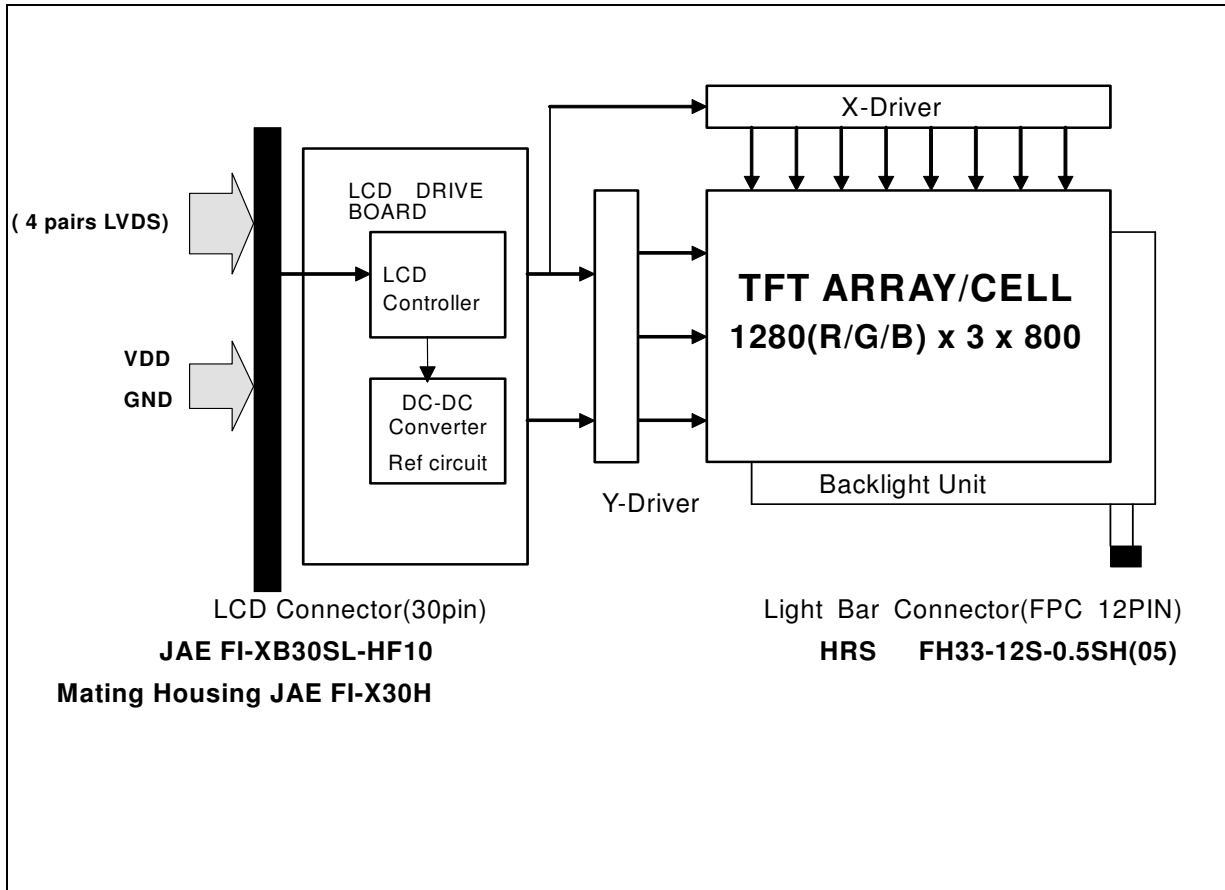 X-Driver
LCD DRIVE
BOARD
( 4 pairs LVDS)
LCD
Controller
TFT ARRAY/CELL
1280(R/G/B) x 3 x 800
VDD
GND
DC-DC
Converter
Ref circuit
Backlight Unit
Y-Driver
LCD Connector(30pin)
JAE FI-XB30SL-HF10
Mating Housing JAE FI-X30H
Light Bar Connector(FPC 12PIN)
HRS FH33-12S-0.5SH(05)